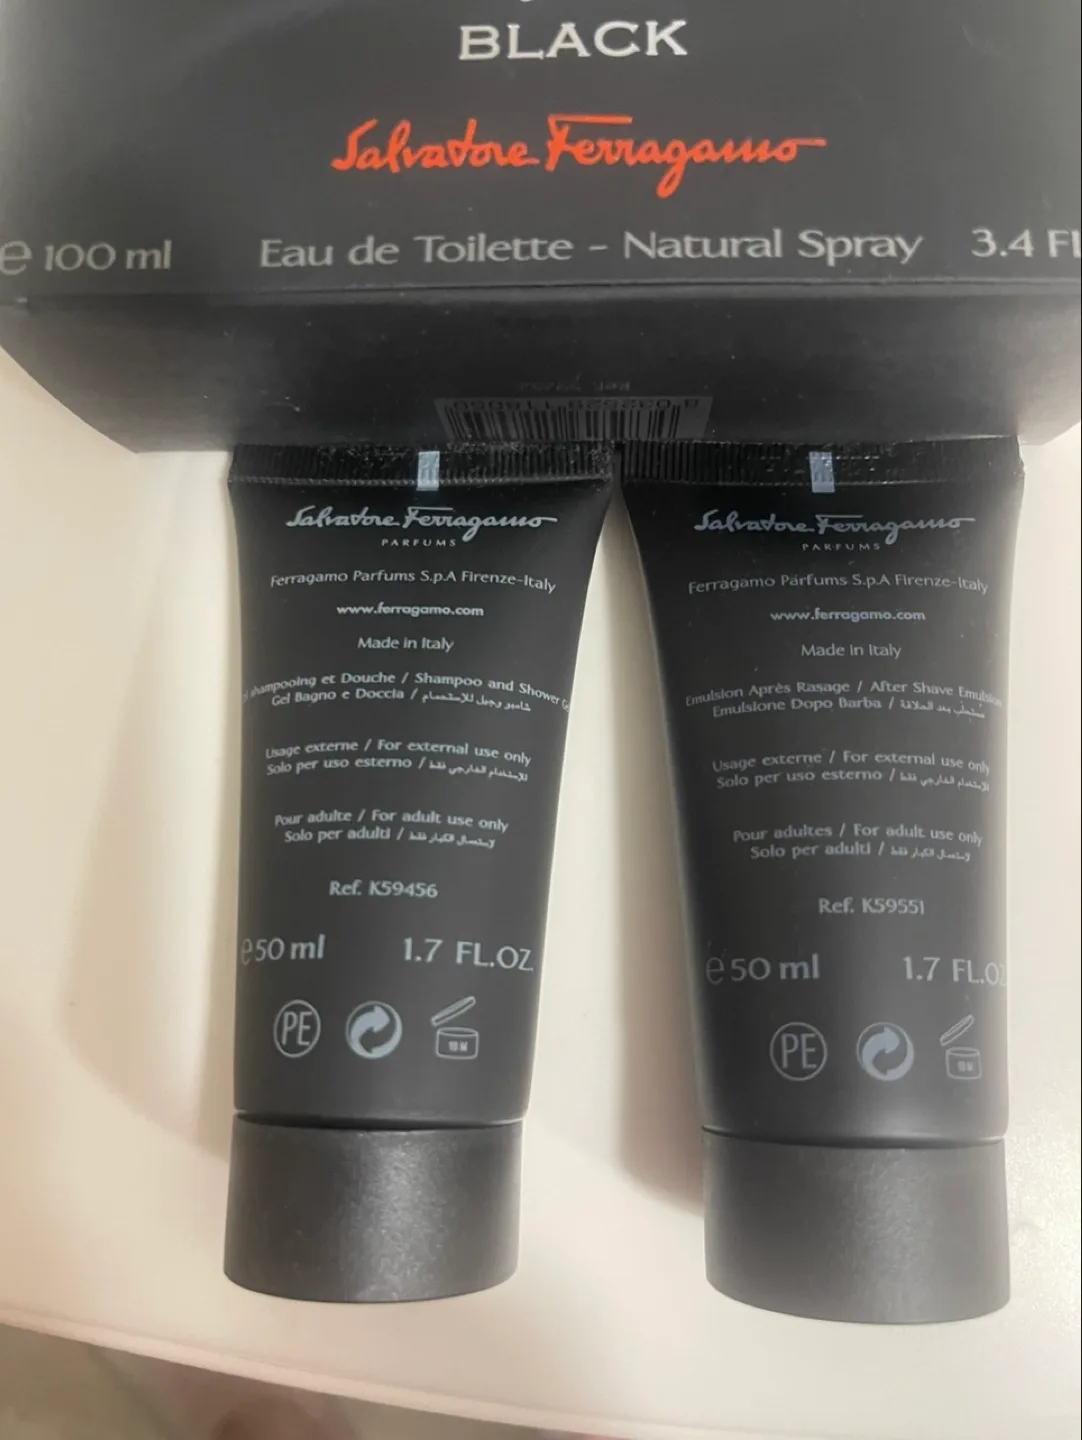 BLACK
Salvatore Ferragamo
e 100 ml Eau de Toilette - Natural Spray 3.4 Fl
Salvatore Ferragamo
PARFUMS
Ferragamo Parfums S.p.A Firenze-Italy
www.ferragamo.com
Made in Italy
shampooing et Douche / Shampoo and Shower
Gel Bagno e Doccia / شامبو وجيل للاستحمام
Usage externe / For external use only
Solo per uso esterno / للاستخدام الخارجي فقط
Pour adulte / For adult use only
Solo per adulti / لاستعمال الكبار فقط
Ref. K59456
e 50 ml 1.7 FL.OZ
PE
Salvatore Ferragamo
PARFUMS
Ferragamo Parfums S.p.A Firenze-Italy
www.ferragamo.com
Made in Italy
Emulsion Après Rasage / After Shave Emulsion
Emulsione Dopo Barba / مستحلب بعد الحلاقة
Usage externe / For external use only
Solo per uso esterno / للاستخدام الخارجي فقط
Pour adultes / For adult use only
Solo per adulti / لاستعمال الكبار فقط
Ref. K59551
e 50 ml 1.7 FL.OZ
PE